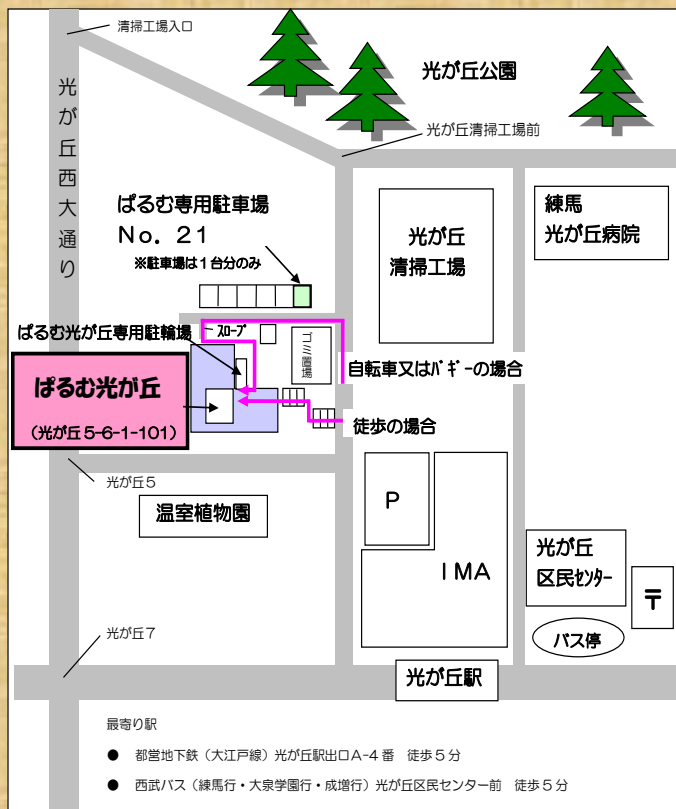 清掃工場入口
光が丘公園
光が丘西大通り
光が丘清掃工場前
ぱるむ専用駐車場
No. 21
※駐車場は1台分のみ
光が丘
清掃工場
練馬
光が丘病院
ぱるむ光が丘専用駐輪場
スロープ
ゴミ置場
自転車又はバギーの場合
ぱるむ光が丘
(光が丘5-6-1-101)
徒歩の場合
光が丘5
温室植物園
P
IMA
光が丘
区民センター
〒
バス停
光が丘7
光が丘駅
最寄り駅
● 都営地下鉄(大江戸線)光が丘駅出口A-4番 徒歩5分
● 西武バス(練馬行・大泉学園行・成増行)光が丘区民センター前 徒歩5分